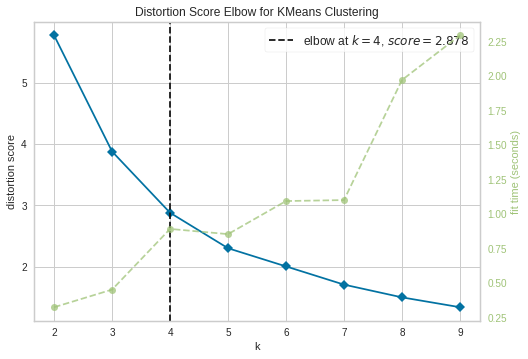 Distortion Score Elbow for KMeans Clustering
elbow at k = 4, score = 2.878
distortion score
5
4
3
2
2.25
2.00
1.75
1.50
1.25
1.00
0.75
0.50
0.25
fit time (seconds)
2 3 4 5 6 7 8 9
k